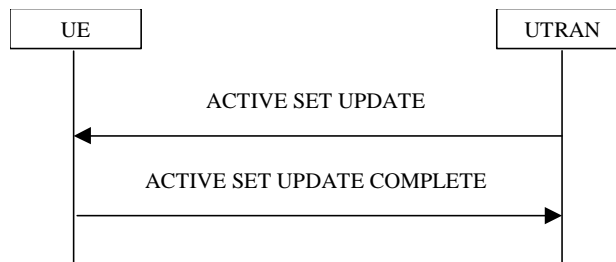 UE
UTRAN
ACTIVE SET UPDATE
ACTIVE SET UPDATE COMPLETE